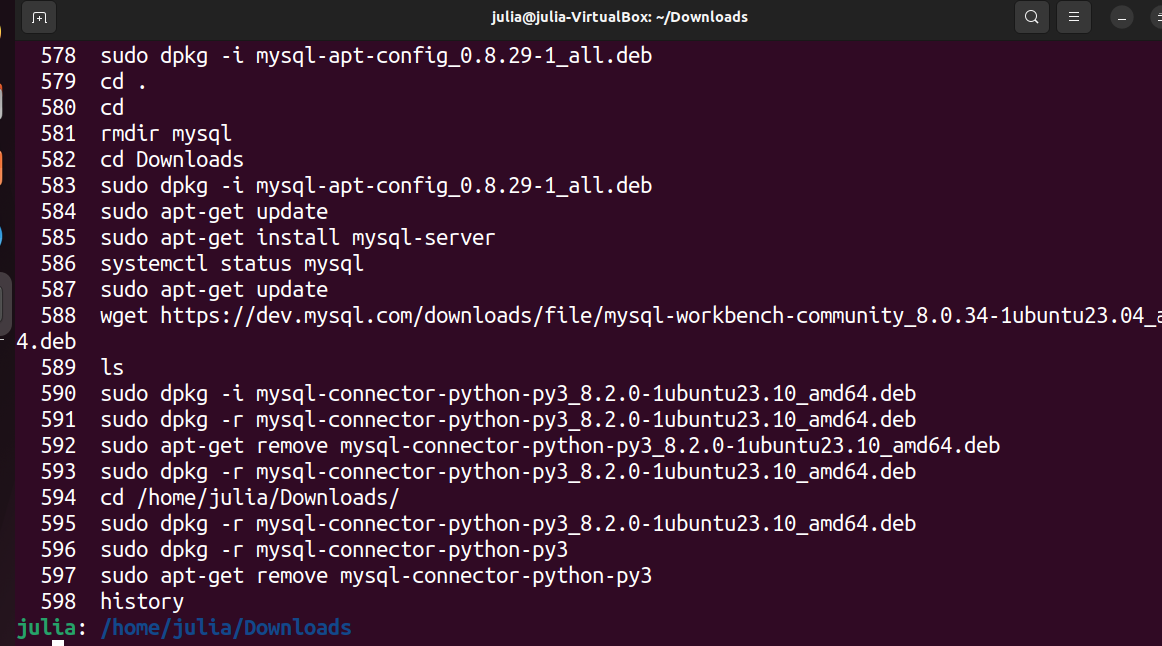 julia@julia-VirtualBox: ~/Downloads
578 sudo dpkg -i mysql-apt-config_0.8.29-1_all.deb
579 cd .
580 cd
581 rmdir mysql
582 cd Downloads
583 sudo dpkg -i mysql-apt-config_0.8.29-1_all.deb
584 sudo apt-get update
585 sudo apt-get install mysql-server
586 systemctl status mysql
587 sudo apt-get update
588 wget https://dev.mysql.com/downloads/file/mysql-workbench-community_8.0.34-1ubuntu23.04_a
4.deb
589 ls
590 sudo dpkg -i mysql-connector-python-py3_8.2.0-1ubuntu23.10_amd64.deb
591 sudo dpkg -r mysql-connector-python-py3_8.2.0-1ubuntu23.10_amd64.deb
592 sudo apt-get remove mysql-connector-python-py3_8.2.0-1ubuntu23.10_amd64.deb
593 sudo dpkg -r mysql-connector-python-py3_8.2.0-1ubuntu23.10_amd64.deb
594 cd /home/julia/Downloads/
595 sudo dpkg -r mysql-connector-python-py3_8.2.0-1ubuntu23.10_amd64.deb
596 sudo dpkg -r mysql-connector-python-py3
597 sudo apt-get remove mysql-connector-python-py3
598 history
julia: /home/julia/Downloads